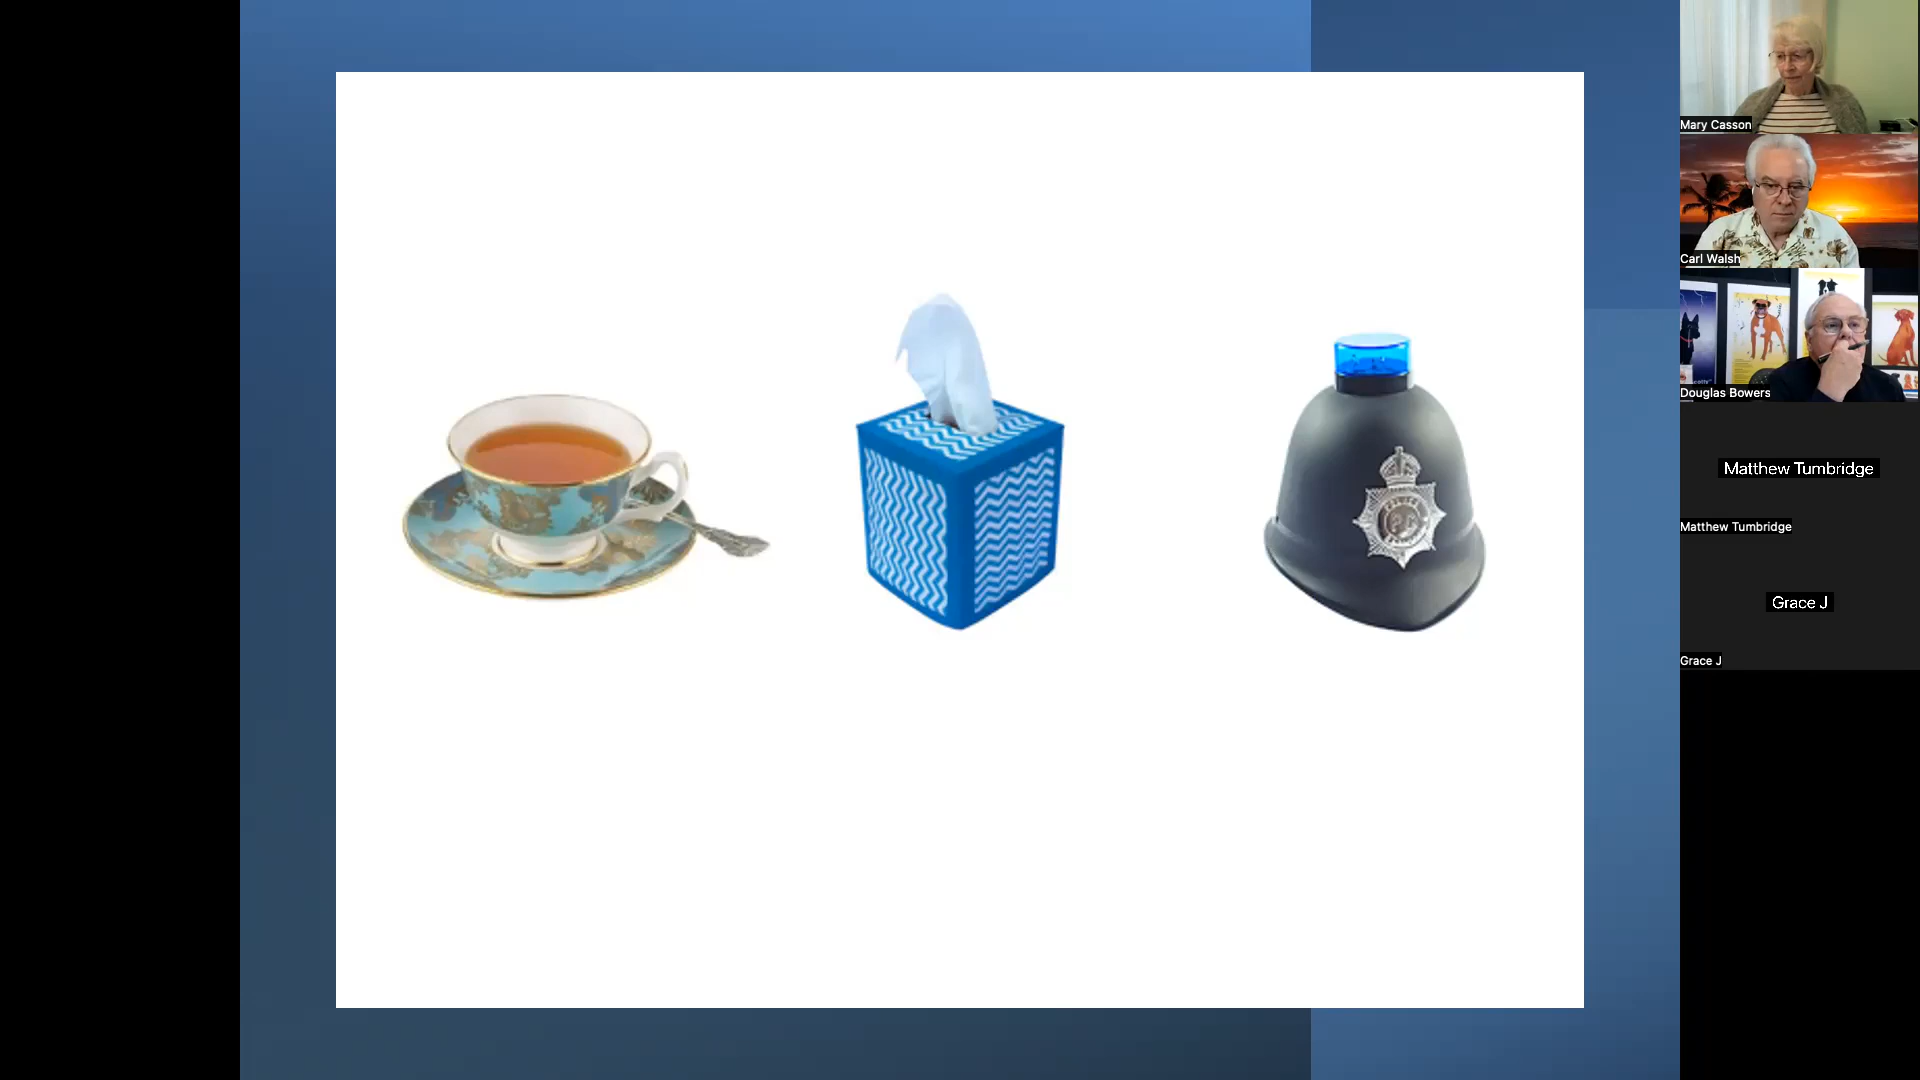 Mary Casson
Carl Walsh
Douglas Bowers
Matthew Tumbridge
Matthew Tumbridge
Grace J
Grace J